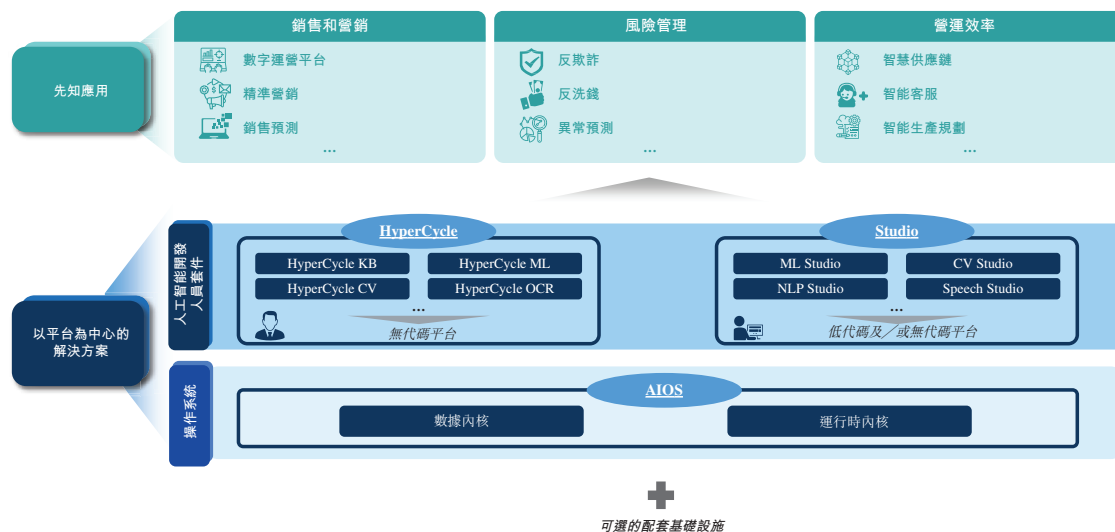 先知應用
銷售和營銷
數字運營平台
精準營銷
銷售預測
...
風險管理
反欺詐
反洗錢
異常預測
...
營運效率
智慧供應鏈
智能客服
智能生產規劃
...
以平台為中心的
解決方案
人工智能開發
人員套件
HyperCycle
HyperCycle KB
HyperCycle ML
HyperCycle CV
HyperCycle OCR
...
無代碼平台
Studio
ML Studio
CV Studio
NLP Studio
Speech Studio
...
低代碼及／或無代碼平台
操作系統
AIOS
數據內核
運行時內核
可選的配套基礎設施